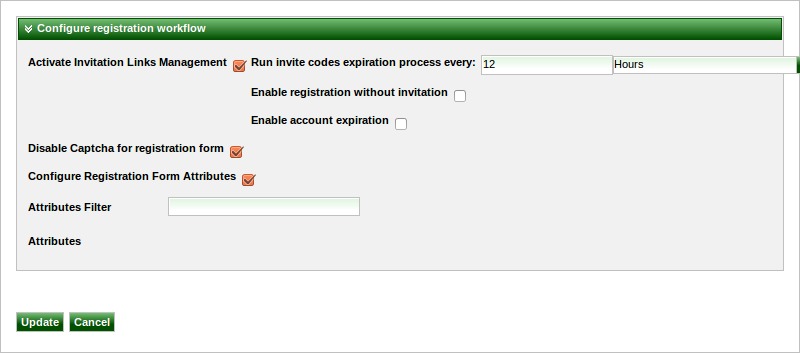 Configure registration workflow
Activate Invitation Links Management Run invite codes expiration process every: 12 Hours
Enable registration without invitation
Enable account expiration
Disable Captcha for registration form
Configure Registration Form Attributes
Attributes Filter
Attributes
Update Cancel